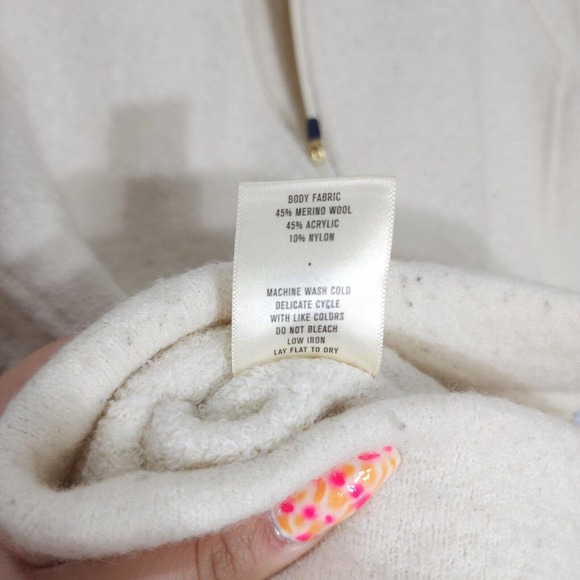 BODY FABRIC
45% MERINO WOOL
45% ACRYLIC
10% NYLON
MACHINE WASH COLD
DELICATE CYCLE
WITH LIKE COLORS
DO NOT BLEACH
LOW IRON
LAY FLAT TO DRY